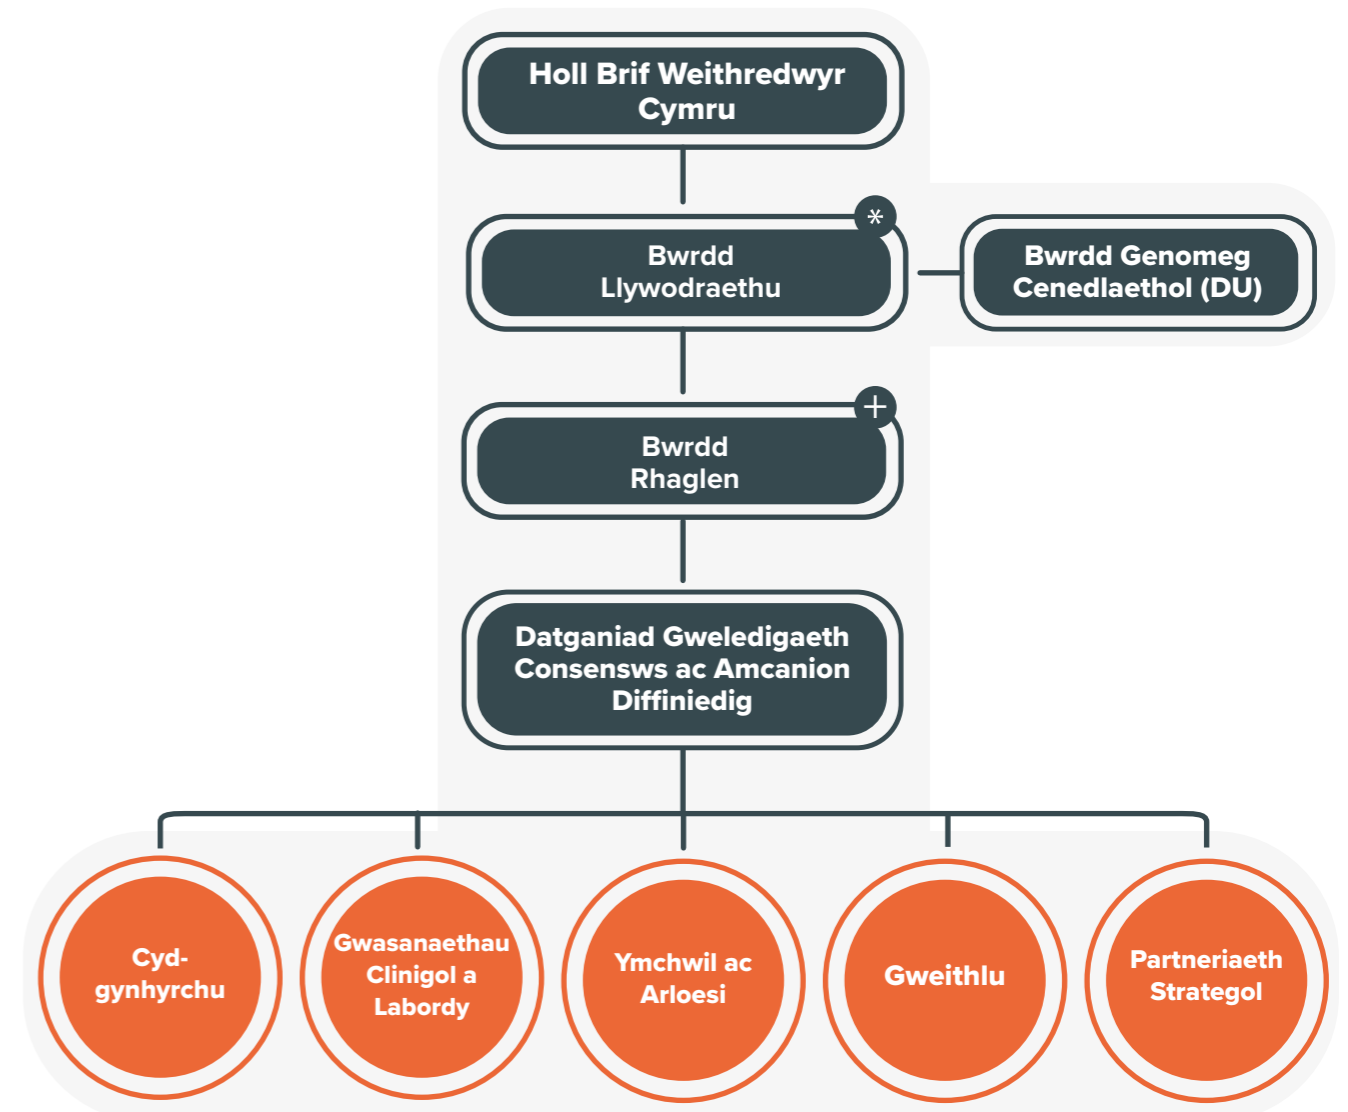 Holl Brif Weithredwyr
Cymru
*
Bwrdd
Llywodraethu
Bwrdd Genomeg
Cenedlaethol (DU)
+
Bwrdd
Rhaglen
Datganiad Gweledigaeth
Consensws ac Amcanion
Diffiniedig
Cyd-
gynhyrchu
Gwasanaethau
Clinigol a
Labordy
Ymchwil ac
Arloesi
Gweithlu
Partneriaeth
Strategol